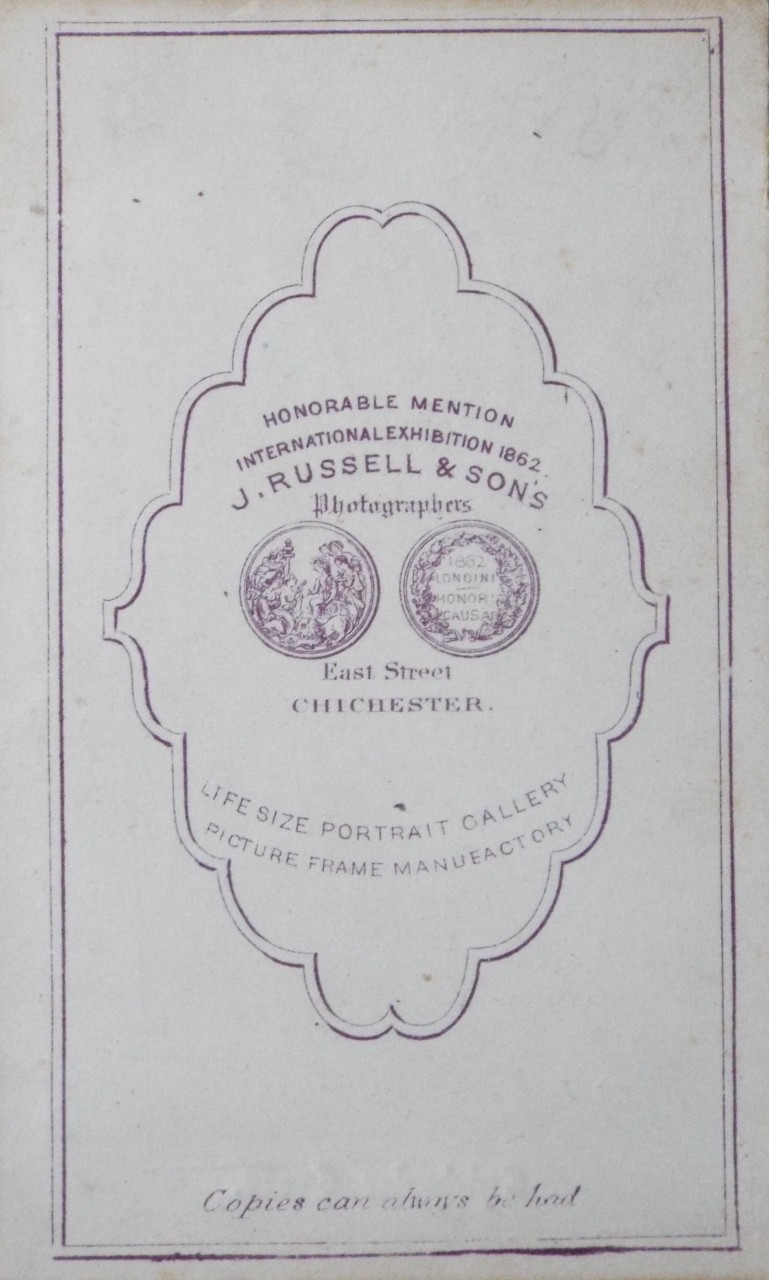 HONORABLE MENTION
INTERNATIONAL EXHIBITION 1862.
J. RUSSELL & SON'S
Photographers
1862
LONDINI
HONORIS
CAUSA
East Street
CHICHESTER.
LIFE SIZE PORTRAIT GALLERY
PICTURE FRAME MANUFACTORY
Copies can always be had